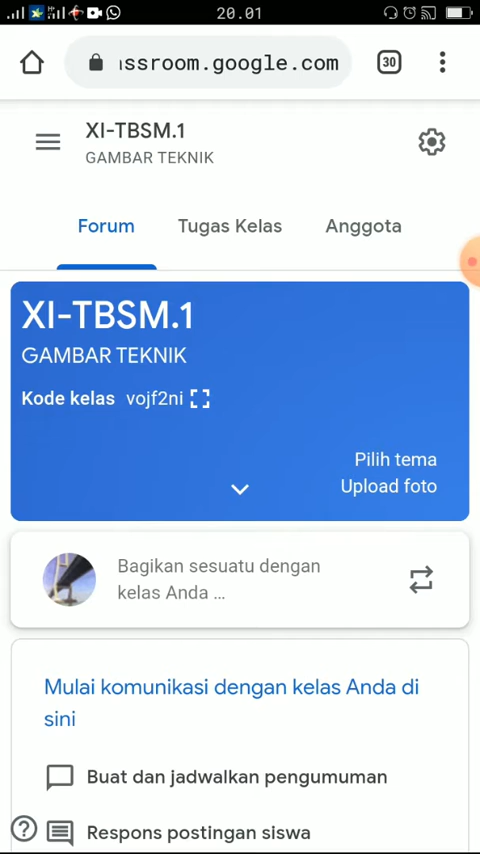 20.01
ıssroom.google.com
30
XI-TBSM.1
GAMBAR TEKNIK
Forum
Tugas Kelas
Anggota
XI-TBSM.1
GAMBAR TEKNIK
Kode kelas vojf2ni
Pilih tema
Upload foto
Bagikan sesuatu dengan
kelas Anda ...
Mulai komunikasi dengan kelas Anda di
sini
Buat dan jadwalkan pengumuman
Respons postingan siswa